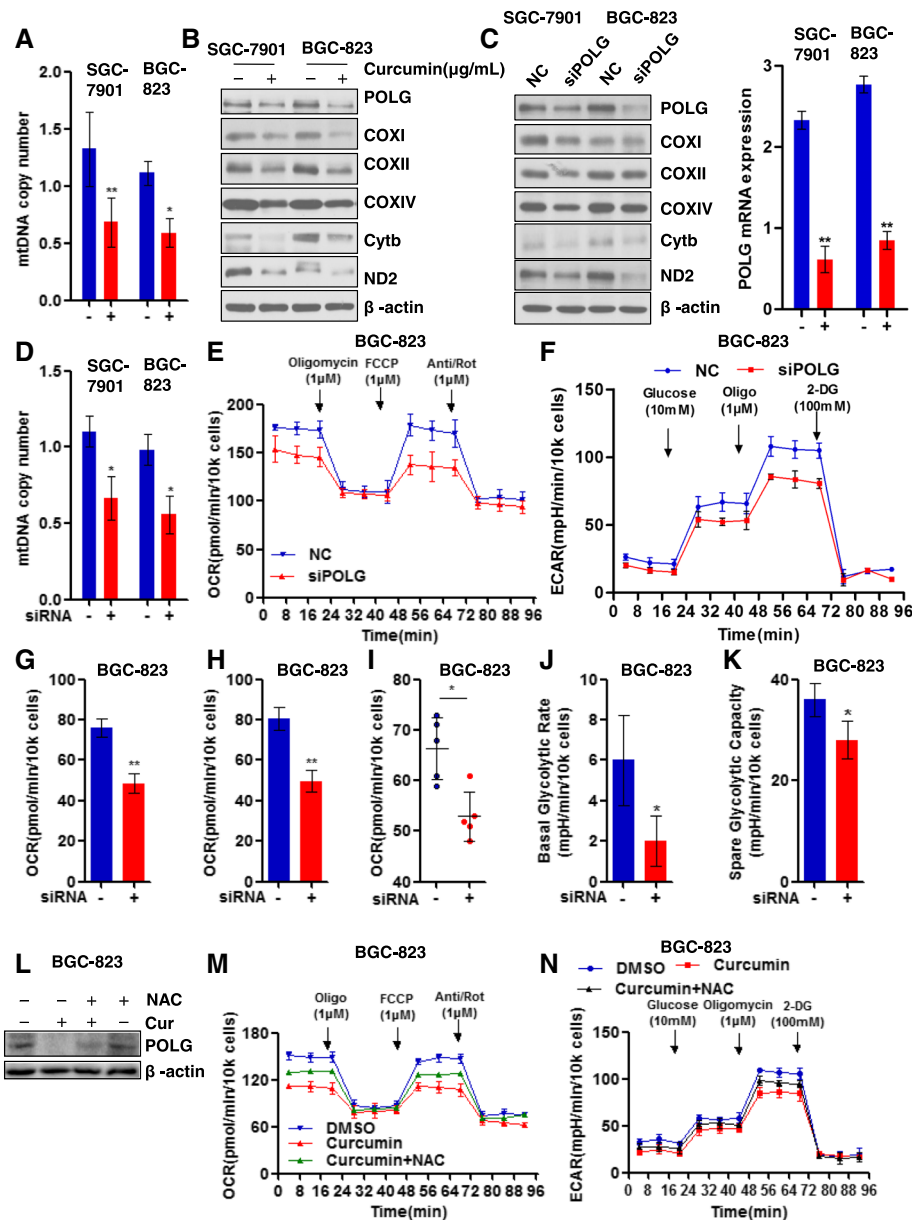 A
SGC-
7901
BGC-
823
mtDNA copy number
2.0
1.5
1.0
0.5
0.0
**
*
- + - +
B
SGC-7901 BGC-823
– + – + Curcumin(μg/mL)
POLG
COXI
COXII
COXIV
Cytb
ND2
β -actin
C
SGC-7901 BGC-823
NC siPOLG NC siPOLG
POLG
COXI
COXII
COXIV
Cytb
ND2
β -actin
SGC-
7901
BGC-
823
POLG mRNA expression
3
2
1
0
**
**
- + - +
D
SGC-
7901
BGC-
823
mtDNA copy number
1.5
1.0
0.5
0.0
*
*
siRNA - + - +
E
BGC-823
Oligomycin
(1μM)
FCCP
(1μM)
Anti/Rot
(1μM)
OCR(pmol/min/10k cells)
200
150
100
50
0
NC
siPOLG
0 8 16 24 32 40 48 56 64 72 80 88 96
Time(min)
F
BGC-823
NC siPOLG
Glucose
(10mM)
Oligo
(1μM)
2-DG
(100mM)
ECAR(mpH/min/10k cells)
150
100
50
0
0 8 16 24 32 40 48 56 64 72 80 88 96
Time(min)
G
BGC-823
OCR(pmol/min/10k cells)
100
80
60
40
20
0
**
siRNA - +
H
BGC-823
OCR(pmol/min/10k cells)
100
80
60
40
20
0
**
siRNA - +
I
BGC-823
OCR(pmol/min/10k cells)
80
70
60
50
40
*
- +
J
BGC-823
Basal Glycolytic Rate
(mpH/min/10k cells)
10
8
6
4
2
0
*
siRNA - +
K
BGC-823
Spare Glycolytic Capacity
(mpH/min/10k cells)
40
20
0
*
siRNA - +
L
BGC-823
– – + + NAC
– + + – Cur
POLG
β -actin
M
BGC-823
Oligo
(1μM)
FCCP
(1μM)
Anti/Rot
(1μM)
OCR(pmol/min/10k cells)
180
150
120
90
60
0
DMSO
Curcumin
Curcumin+NAC
0 8 16 24 32 40 48 56 64 72 80 88 96
Time(min)
N
BGC-823
DMSO Curcumin
Curcumin+NAC
Glucose
(10mM)
Oligomycin
(1μM)
2-DG
(100mM)
ECAR(mpH/min/10k cells)
150
100
50
0
0 8 16 24 32 40 48 56 64 72 80 88 96
Time(min)